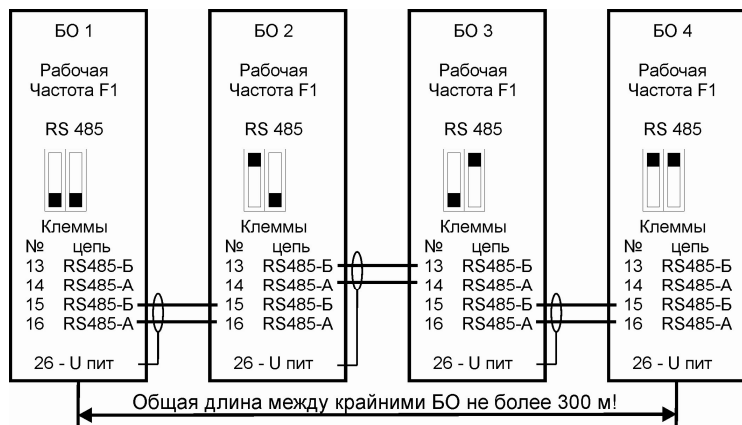 БО 1
Рабочая
Частота F1
RS 485
Клеммы
№ цепь
13 RS485-Б
14 RS485-А
15 RS485-Б
16 RS485-А
26 - U пит
БО 2
Рабочая
Частота F1
RS 485
Клеммы
№ цепь
13 RS485-Б
14 RS485-А
15 RS485-Б
16 RS485-А
26 - U пит
БО 3
Рабочая
Частота F1
RS 485
Клеммы
№ цепь
13 RS485-Б
14 RS485-А
15 RS485-Б
16 RS485-А
26 - U пит
БО 4
Рабочая
Частота F1
RS 485
Клеммы
№ цепь
13 RS485-Б
14 RS485-А
15 RS485-Б
16 RS485-А
26 - U пит
Общая длина между крайними БО не более 300 м!